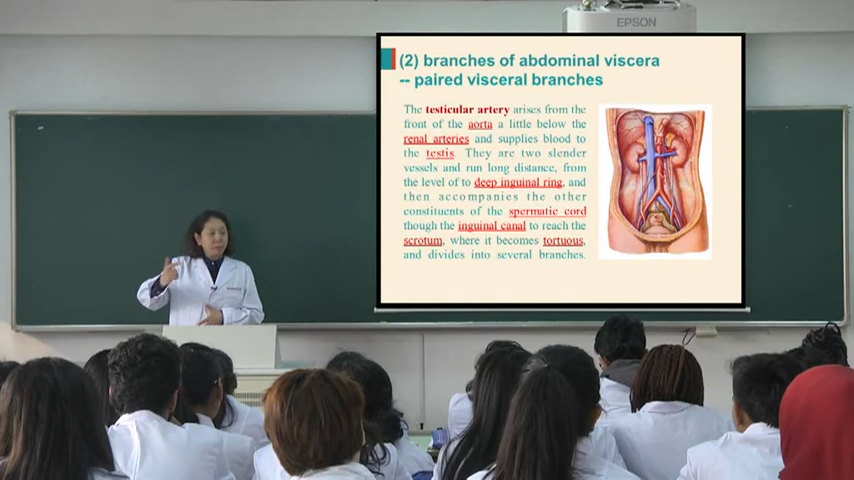 EPSON
(2) branches of abdominal viscera
-- paired visceral branches
The testicular artery arises from the
front of the aorta a little below the
renal arteries and supplies blood to
the testis. They are two slender
vessels and run long distance, from
the level of to deep inguinal ring, and
then accompanies the other
constituents of the spermatic cord
though the inguinal canal to reach the
scrotum, where it becomes tortuous,
and divides into several branches.